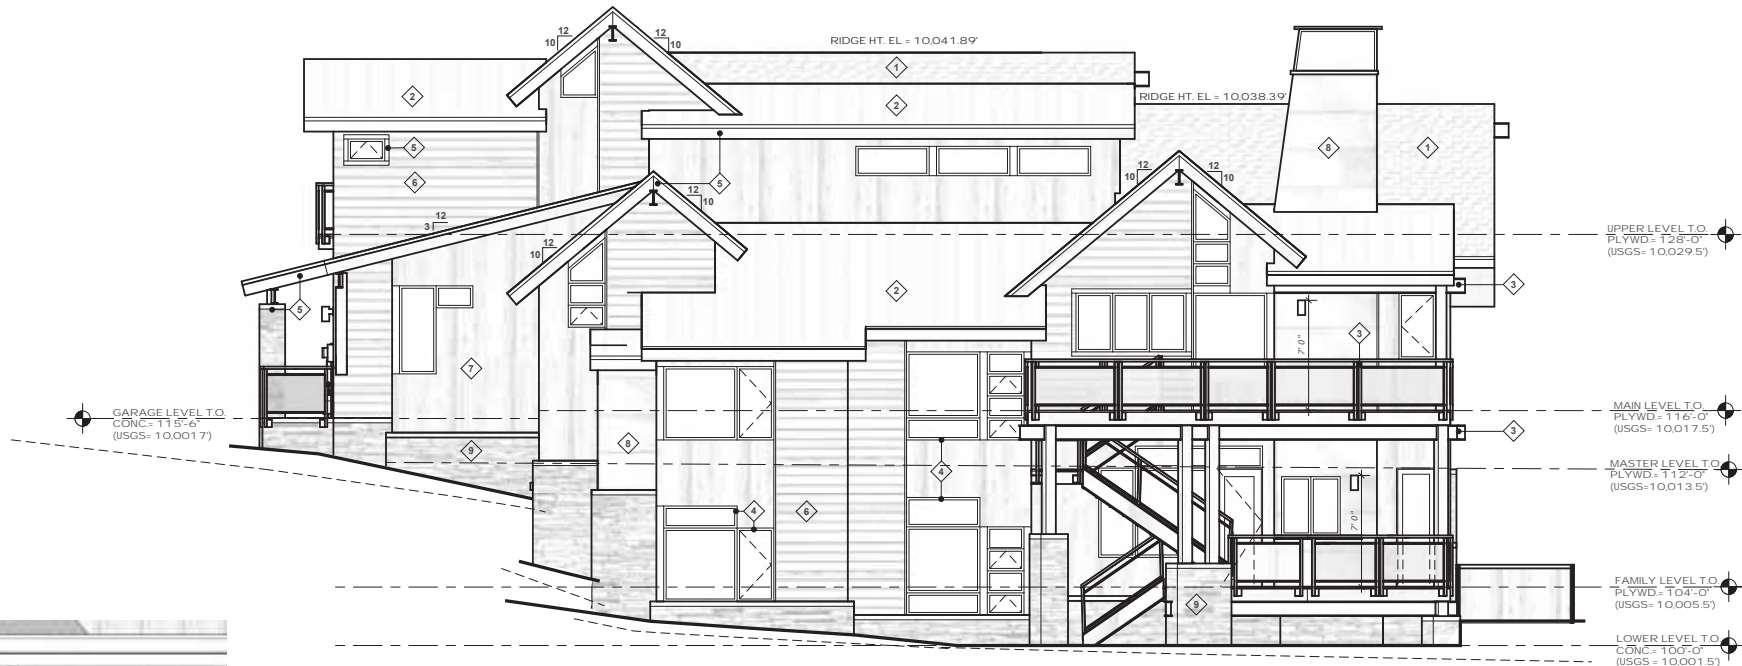 12
10
12
10
RIDGE HT. EL = 10,041.89'
1
2
2
RIDGE HT. EL = 10,038.39'
8
1
5
6
5
12
10
12
10
12
10
12
3
12
10
UPPER LEVEL T.O.
PLYWD.= 128'-0"
(USGS= 10,029.5')
5
2
3
3
7'0"
7
GARAGE LEVEL T.O.
CONC.= 115'-6"
(USGS= 10,0017')
MAIN LEVEL T.O.
PLYWD.= 116'-0"
(USGS= 10,017.5')
9
8
3
4
MASTER LEVEL T.O.
PLYWD.= 112'-0"
(USGS=10,013.5')
4
6
7'0"
FAMILY LEVEL T.O.
PLYWD.= 104'-0"
(USGS= 10,005.5')
9
LOWER LEVEL T.O.
CONC.= 100'-0"
(USGS = 10,001.5')